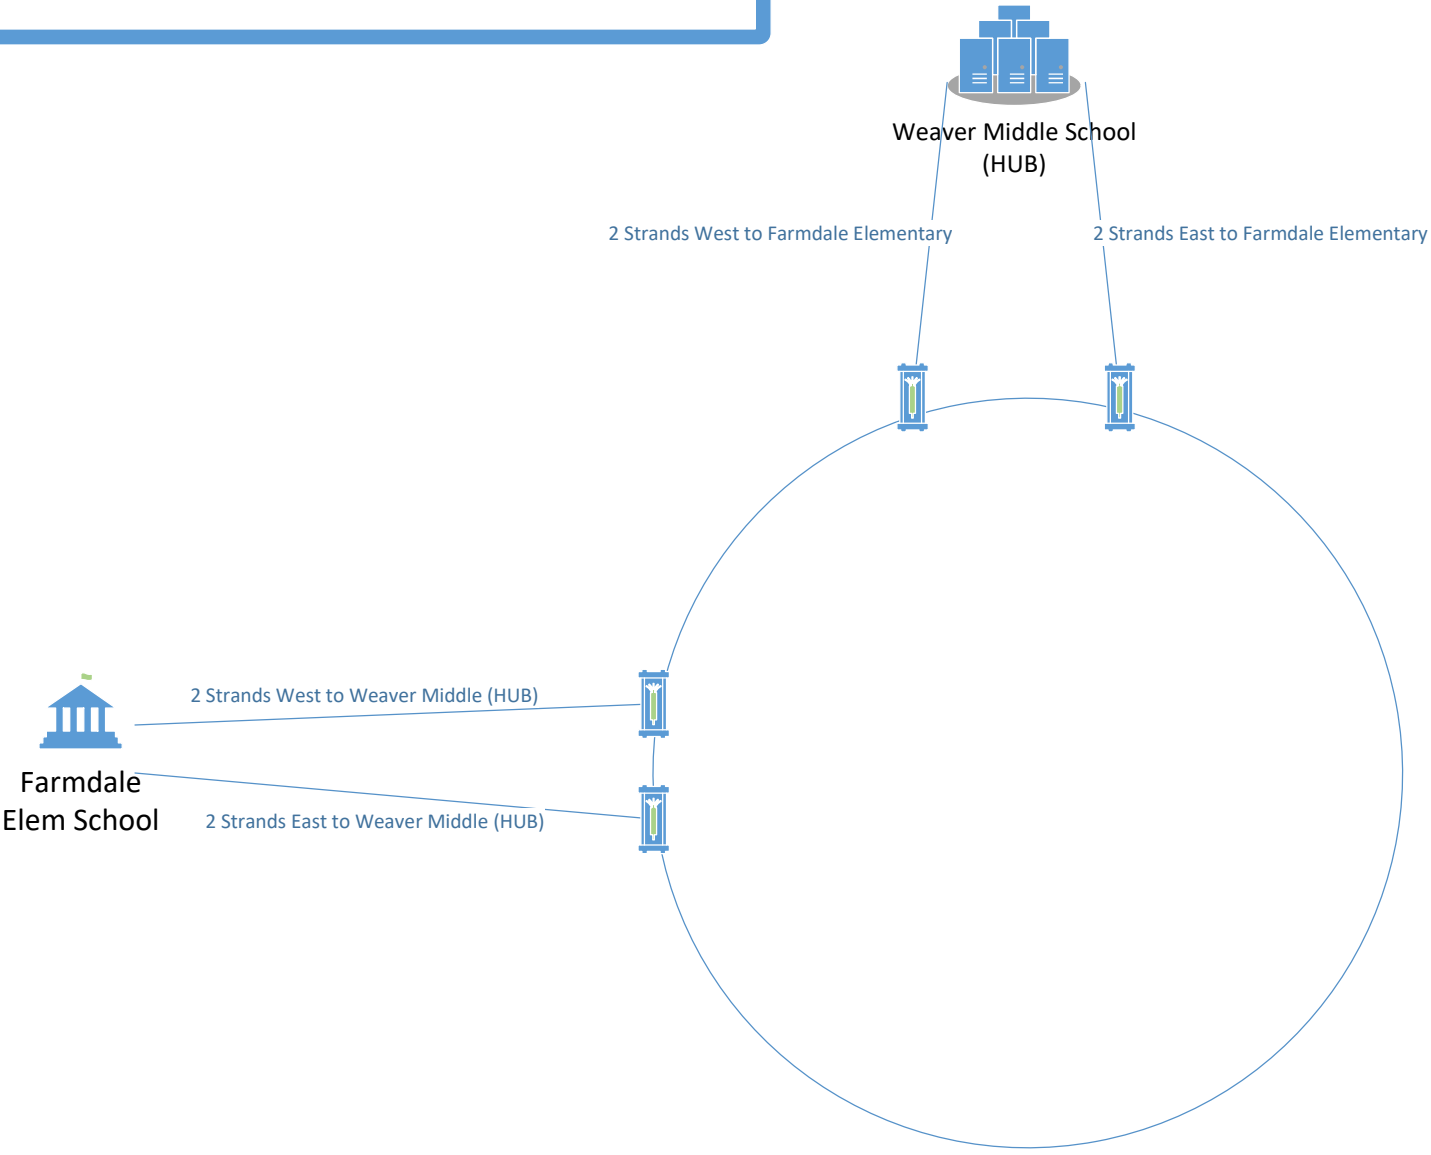 Weaver Middle School
(HUB)
2 Strands West to Farmdale Elementary
2 Strands East to Farmdale Elementary
2 Strands West to Weaver Middle (HUB)
Farmdale
Elem School
2 Strands East to Weaver Middle (HUB)